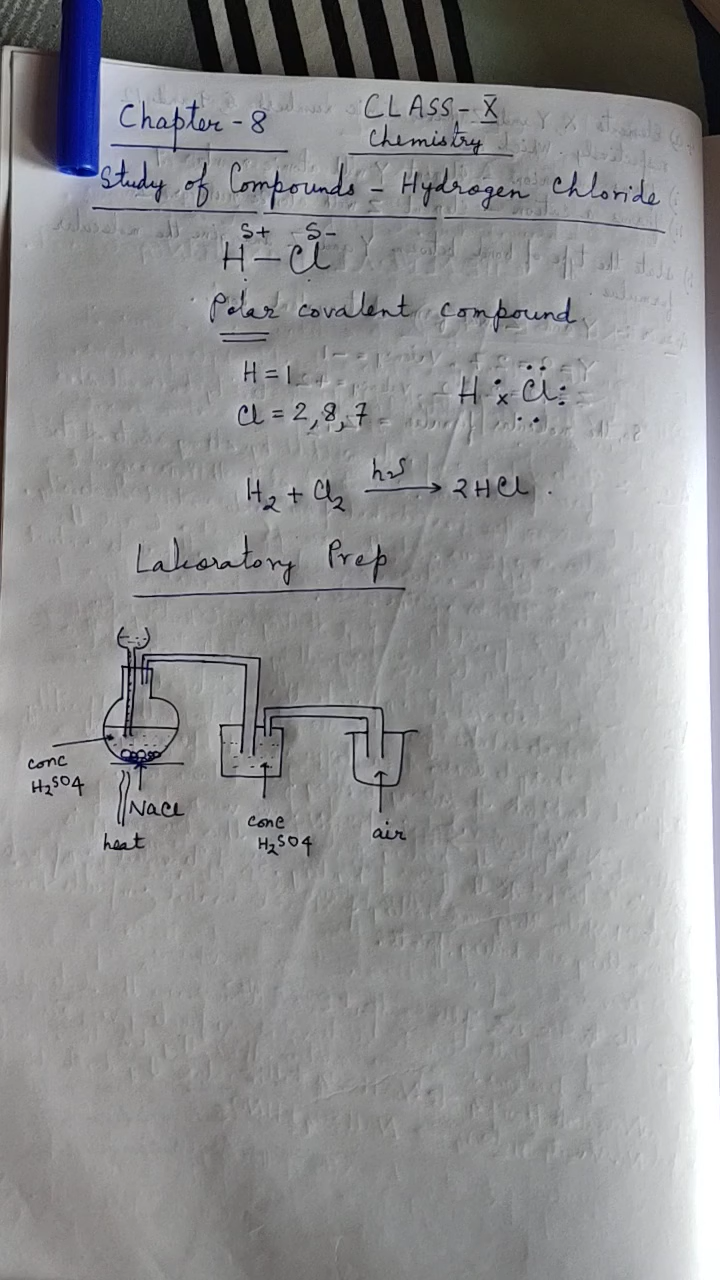 Chapter - 8
CLASS - X
Chemistry
Study of Compounds - Hydrogen Chloride
δ+ δ-
H — Cl
Polar covalent compound.
H = 1
Cl = 2, 8, 7
H Cl
H2 + Cl2 hν → 2HCl .
Laboratory Prep
conc
H2SO4
NaCl
heat
conc
H2SO4
air